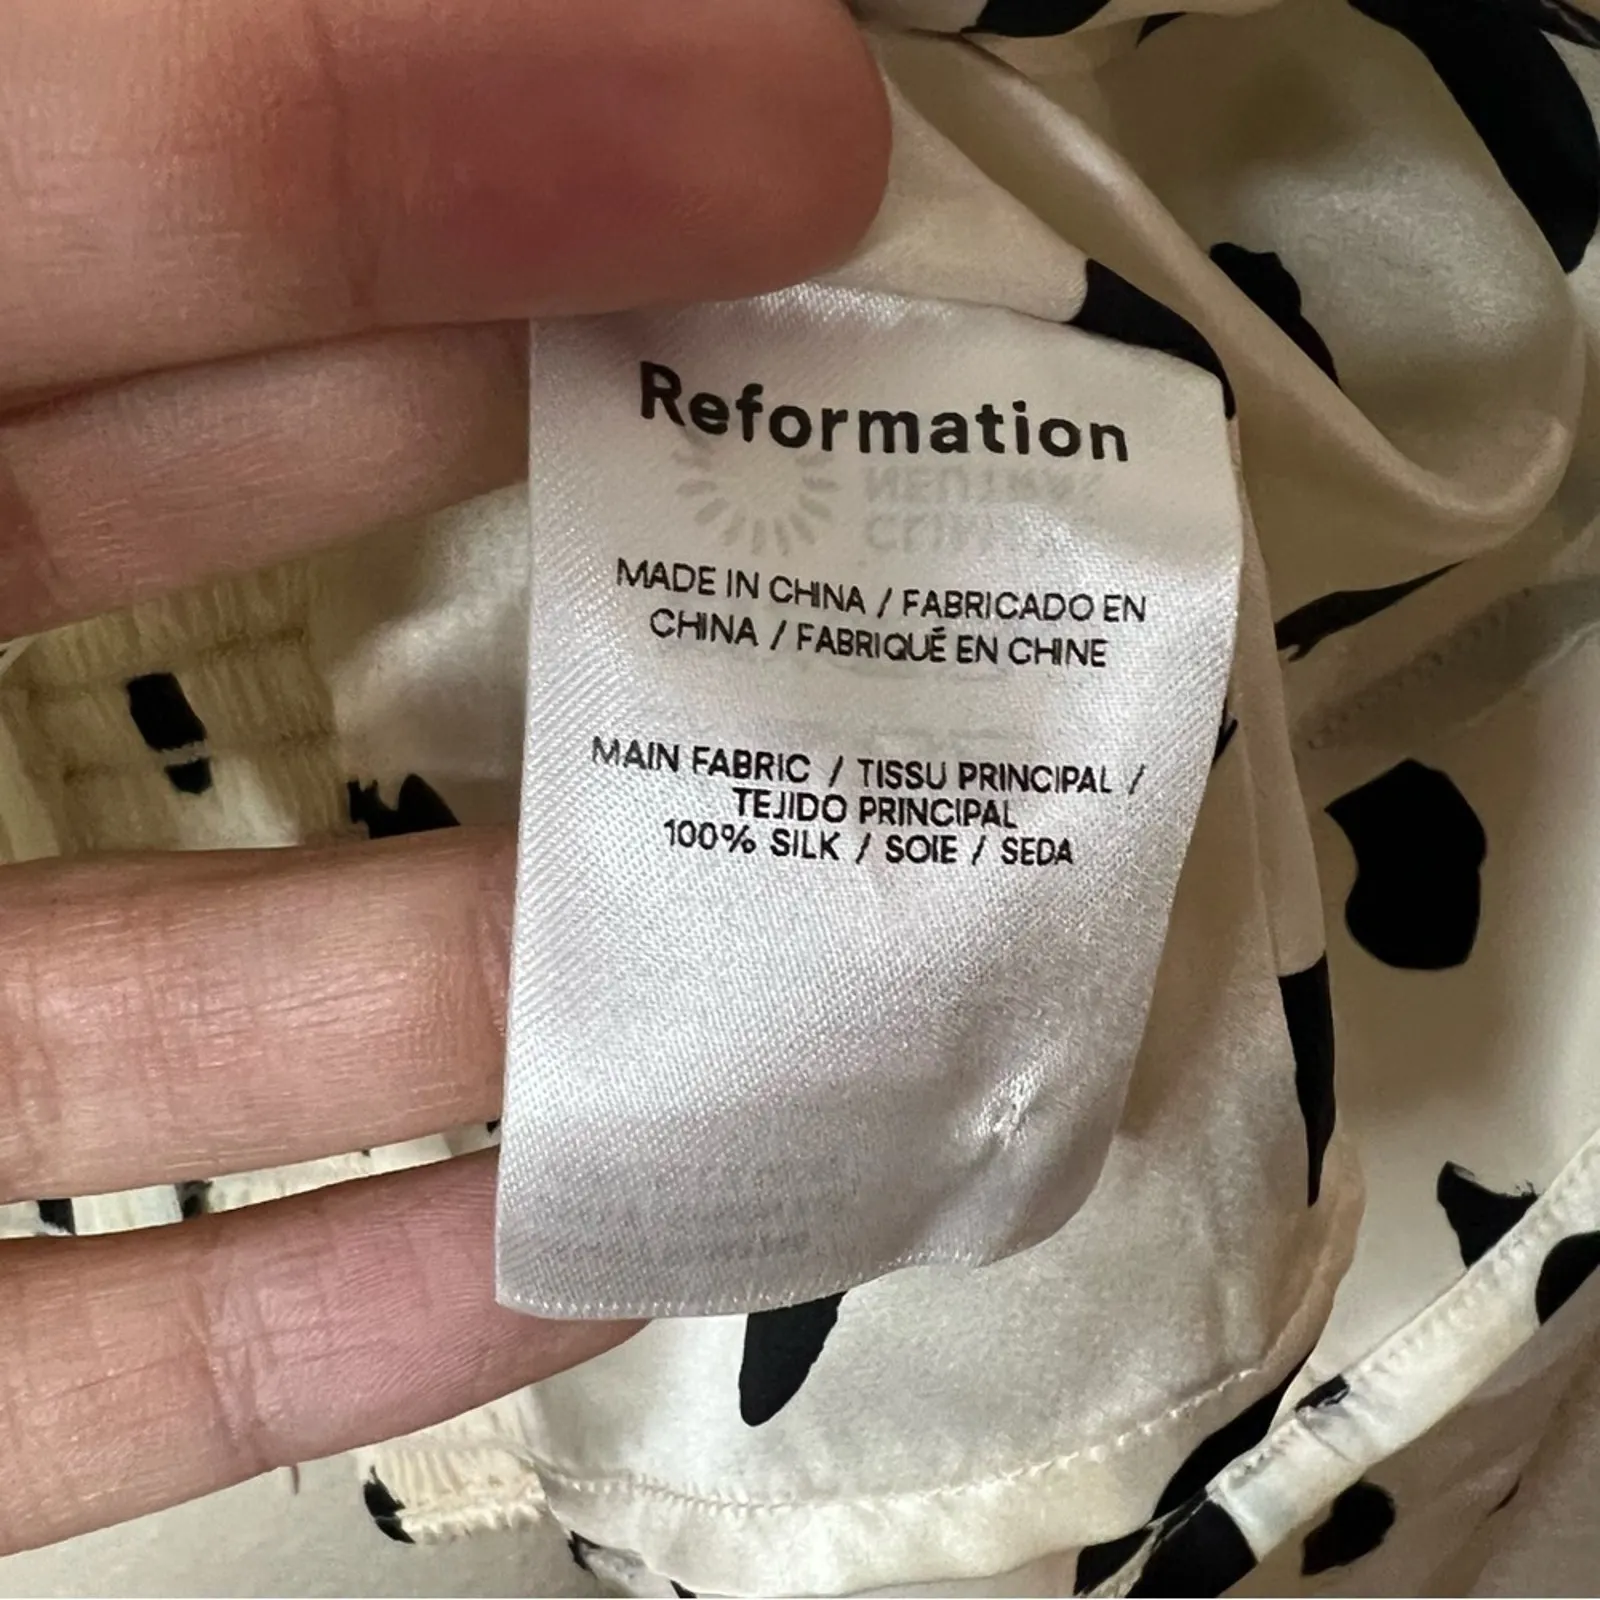 Reformation
MADE IN CHINA / FABRICADO EN
CHINA / FABRIQUÉ EN CHINE
MAIN FABRIC / TISSU PRINCIPAL /
TEJIDO PRINCIPAL
100% SILK / SOIE / SEDA